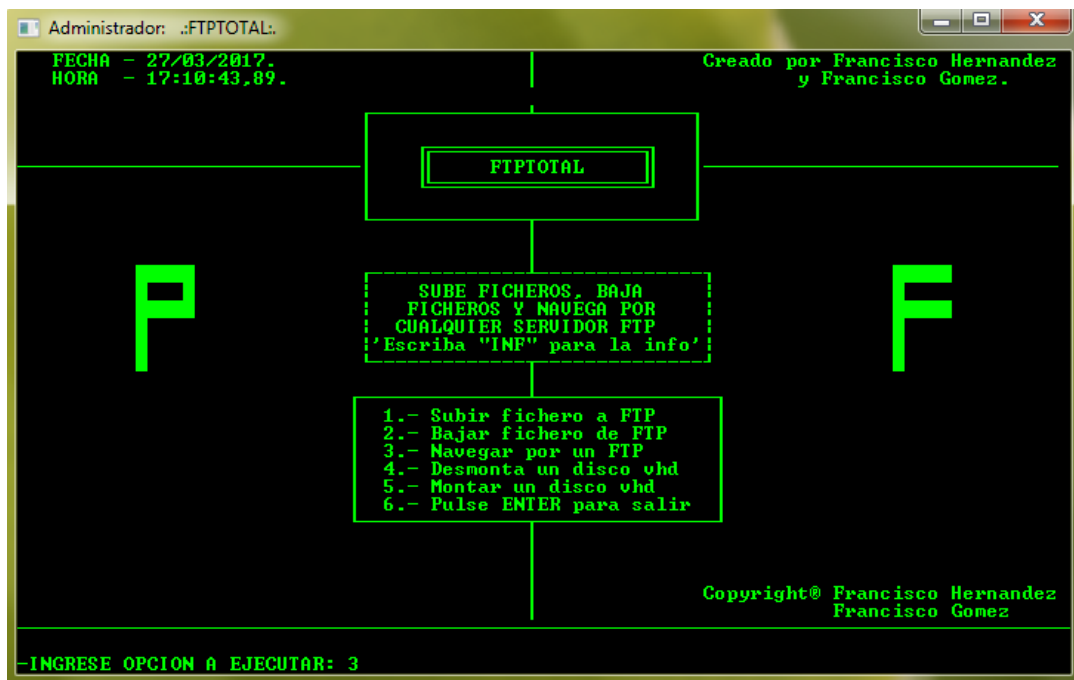 Administrador: .:FTPTOTAL:.
FECHA - 27/03/2017.
HORA - 17:10:43,89.
Creado por Francisco Hernandez
y Francisco Gomez.
FTPTOTAL
P
F
SUBE FICHEROS, BAJA
FICHEROS Y NAVEGA POR
CUALQUIER SERVIDOR FTP
'Escriba "INF" para la info'
1.- Subir fichero a FTP
2.- Bajar fichero de FTP
3.- Navegar por un FTP
4.- Desmonta un disco vhd
5.- Montar un disco vhd
6.- Pulse ENTER para salir
Copyright® Francisco Hernandez
Francisco Gomez
-INGRESE OPCION A EJECUTAR: 3